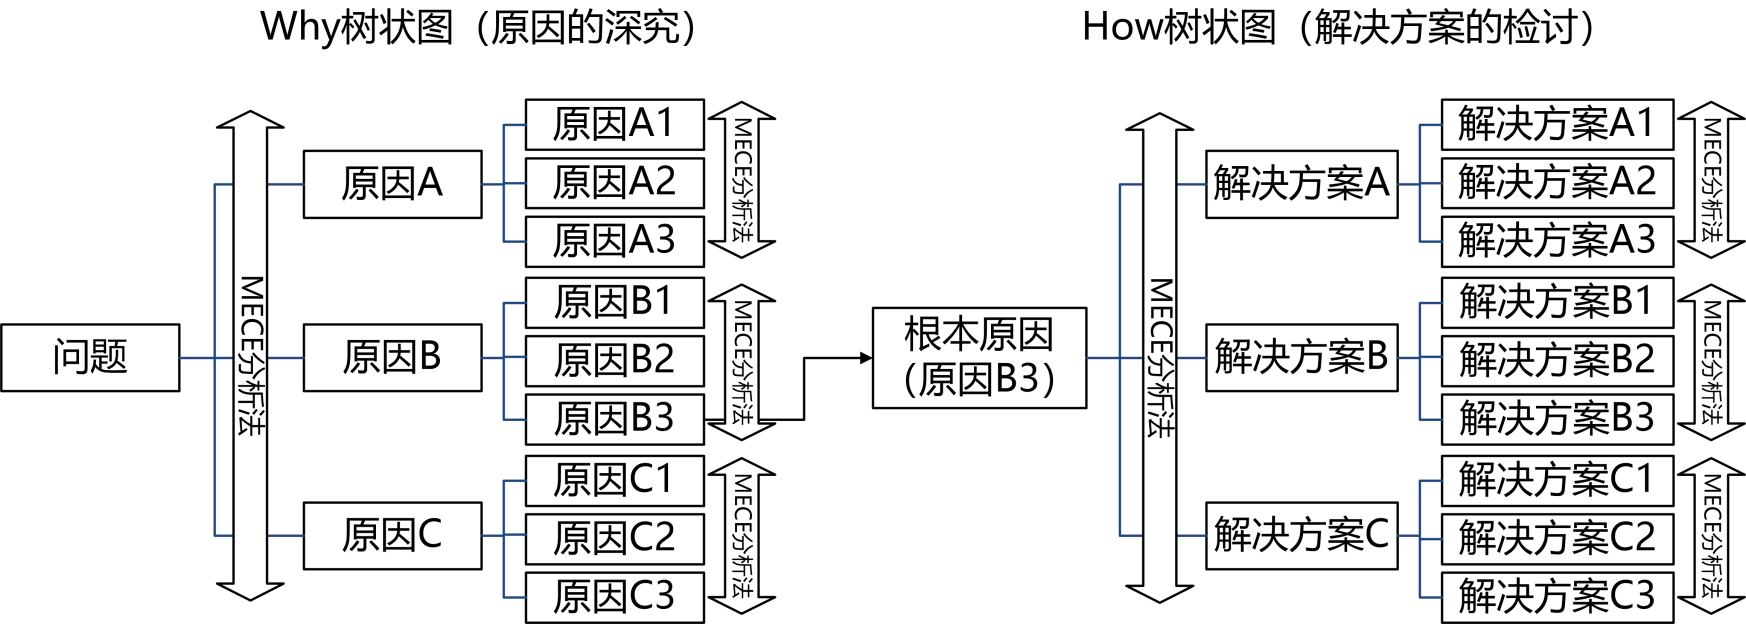 Why树状图（原因的深究）
How树状图（解决方案的检讨）
问题
MECE分析法
原因A
原因A1
原因A2
原因A3
MECE分析法
原因B
原因B1
原因B2
原因B3
MECE分析法
原因C
原因C1
原因C2
原因C3
MECE分析法
根本原因
（原因B3）
MECE分析法
解决方案A
解决方案A1
解决方案A2
解决方案A3
MECE分析法
解决方案B
解决方案B1
解决方案B2
解决方案B3
MECE分析法
解决方案C
解决方案C1
解决方案C2
解决方案C3
MECE分析法